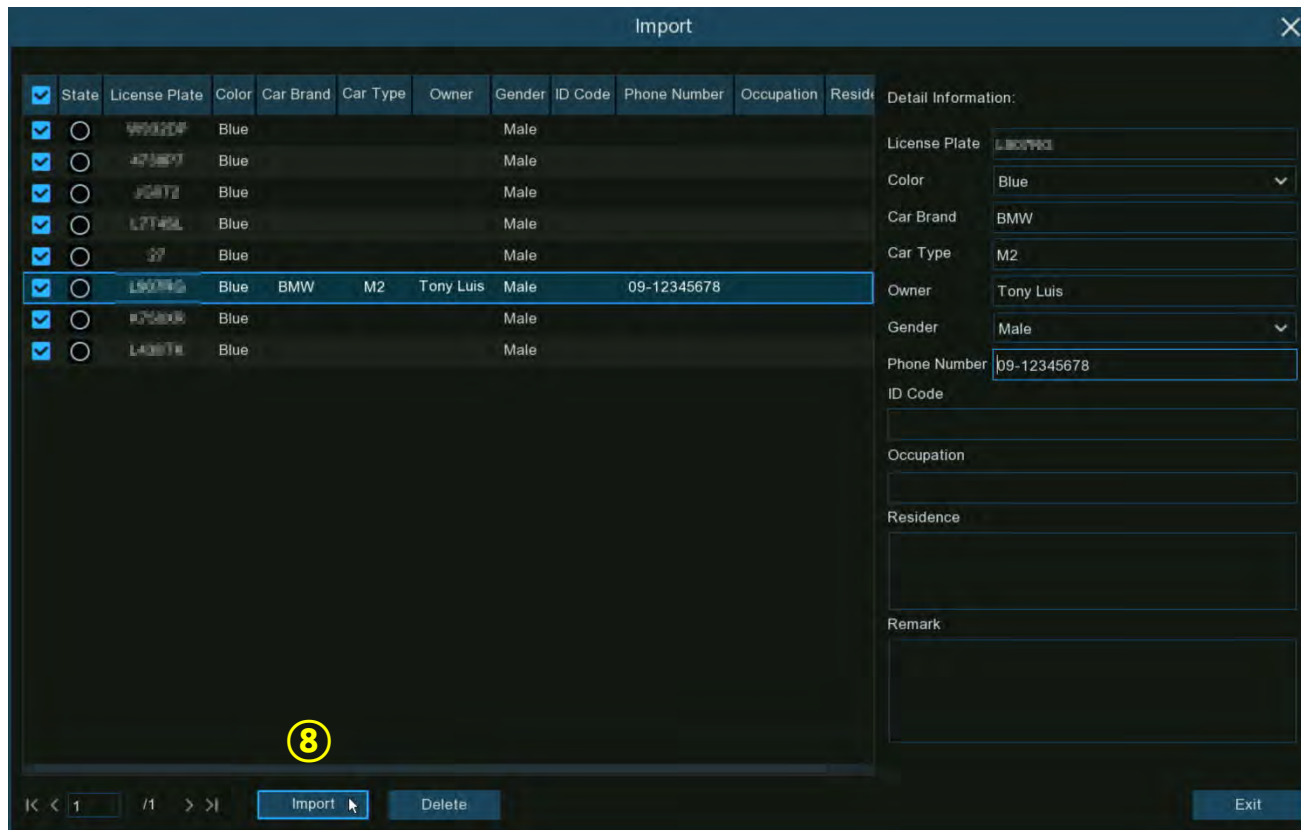 Import
State License Plate Color Car Brand Car Type Owner Gender ID Code Phone Number Occupation Reside
Blue Male
Blue Male
Blue Male
Blue Male
Blue Male
Blue BMW M2 Tony Luis Male 09-12345678
Blue Male
Blue Male
Detail Information:
License Plate
Color Blue
Car Brand BMW
Car Type M2
Owner Tony Luis
Gender Male
Phone Number 09-12345678
ID Code
Occupation
Residence
Remark
⑧
1 /1 Import Delete Exit